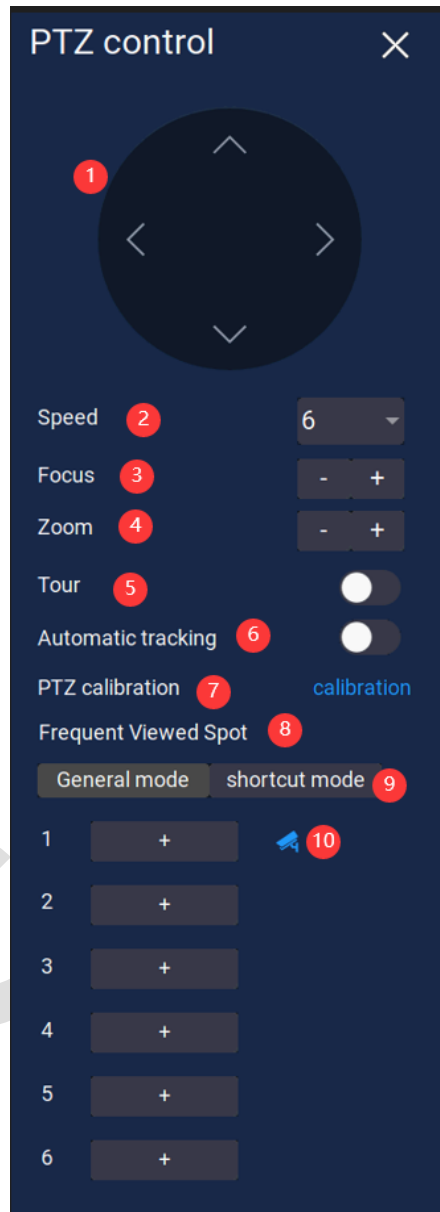 PTZ control
1
Speed 2 6
Focus 3 - +
Zoom 4 - +
Tour 5
Automatic tracking 6
PTZ calibration 7 calibration
Frequent Viewed Spot 8
General mode shortcut mode 9
1 + 10
2 +
3 +
4 +
5 +
6 +